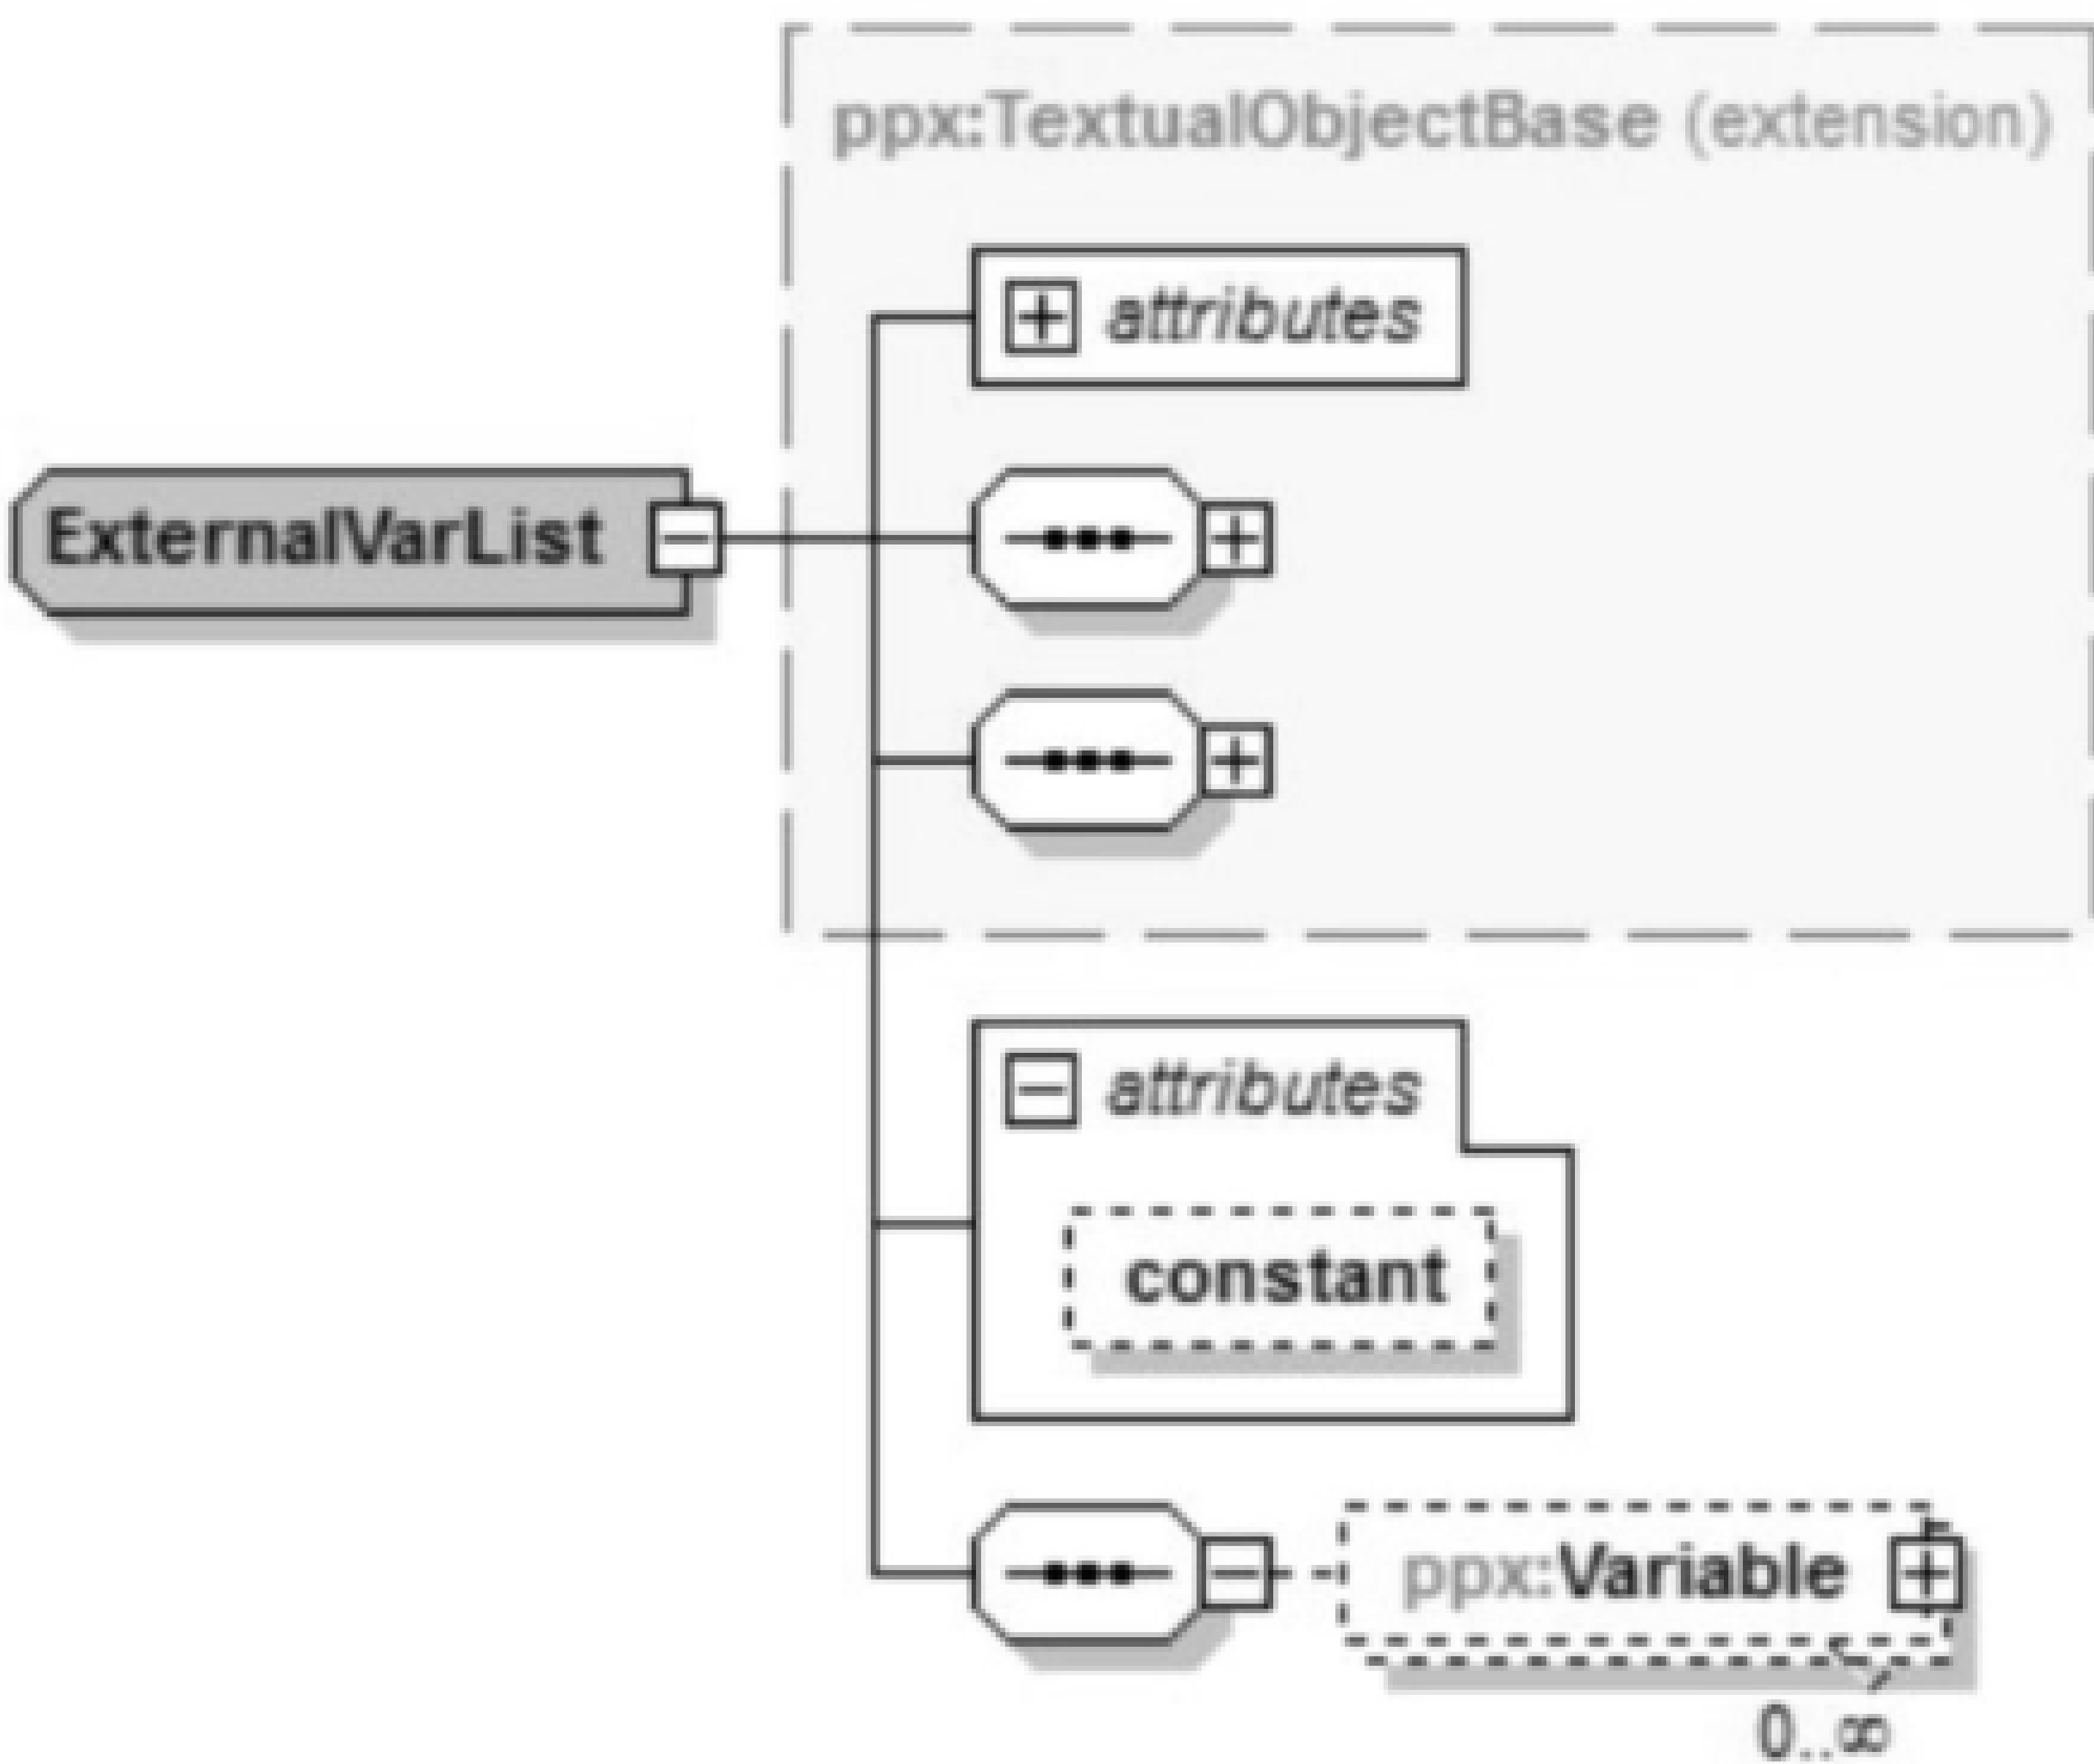 ppx:TextualObjectBase (extension)
attributes
ExternalVarList
attributes
constant
ppx:Variable
0..∞